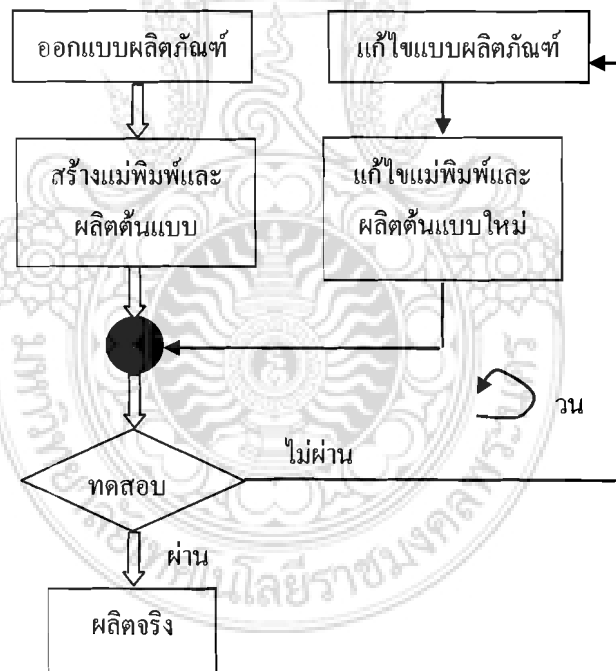 ออกแบบผลิตภัณฑ์
แก้ไขแบบผลิตภัณฑ์
สร้างแม่พิมพ์และ
ผลิตต้นแบบ
แก้ไขแม่พิมพ์และ
ผลิตต้นแบบใหม่
วน
ไม่ผ่าน
ทดสอบ
ผ่าน
ผลิตจริง